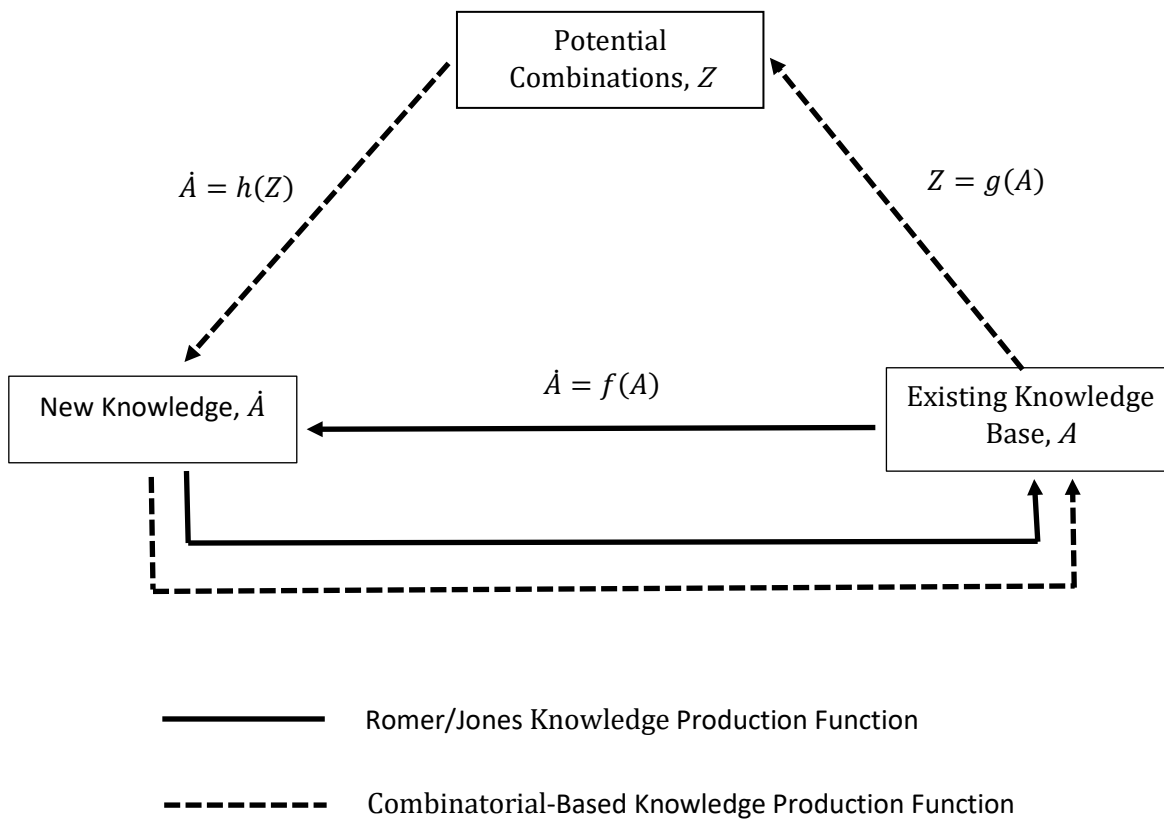 Potential
Combinations, Z
Ȧ = h(Z)
Z = g(A)
Ȧ = f(A)
New Knowledge, Ȧ
Existing Knowledge
Base, A
Romer/Jones Knowledge Production Function
Combinatorial-Based Knowledge Production Function